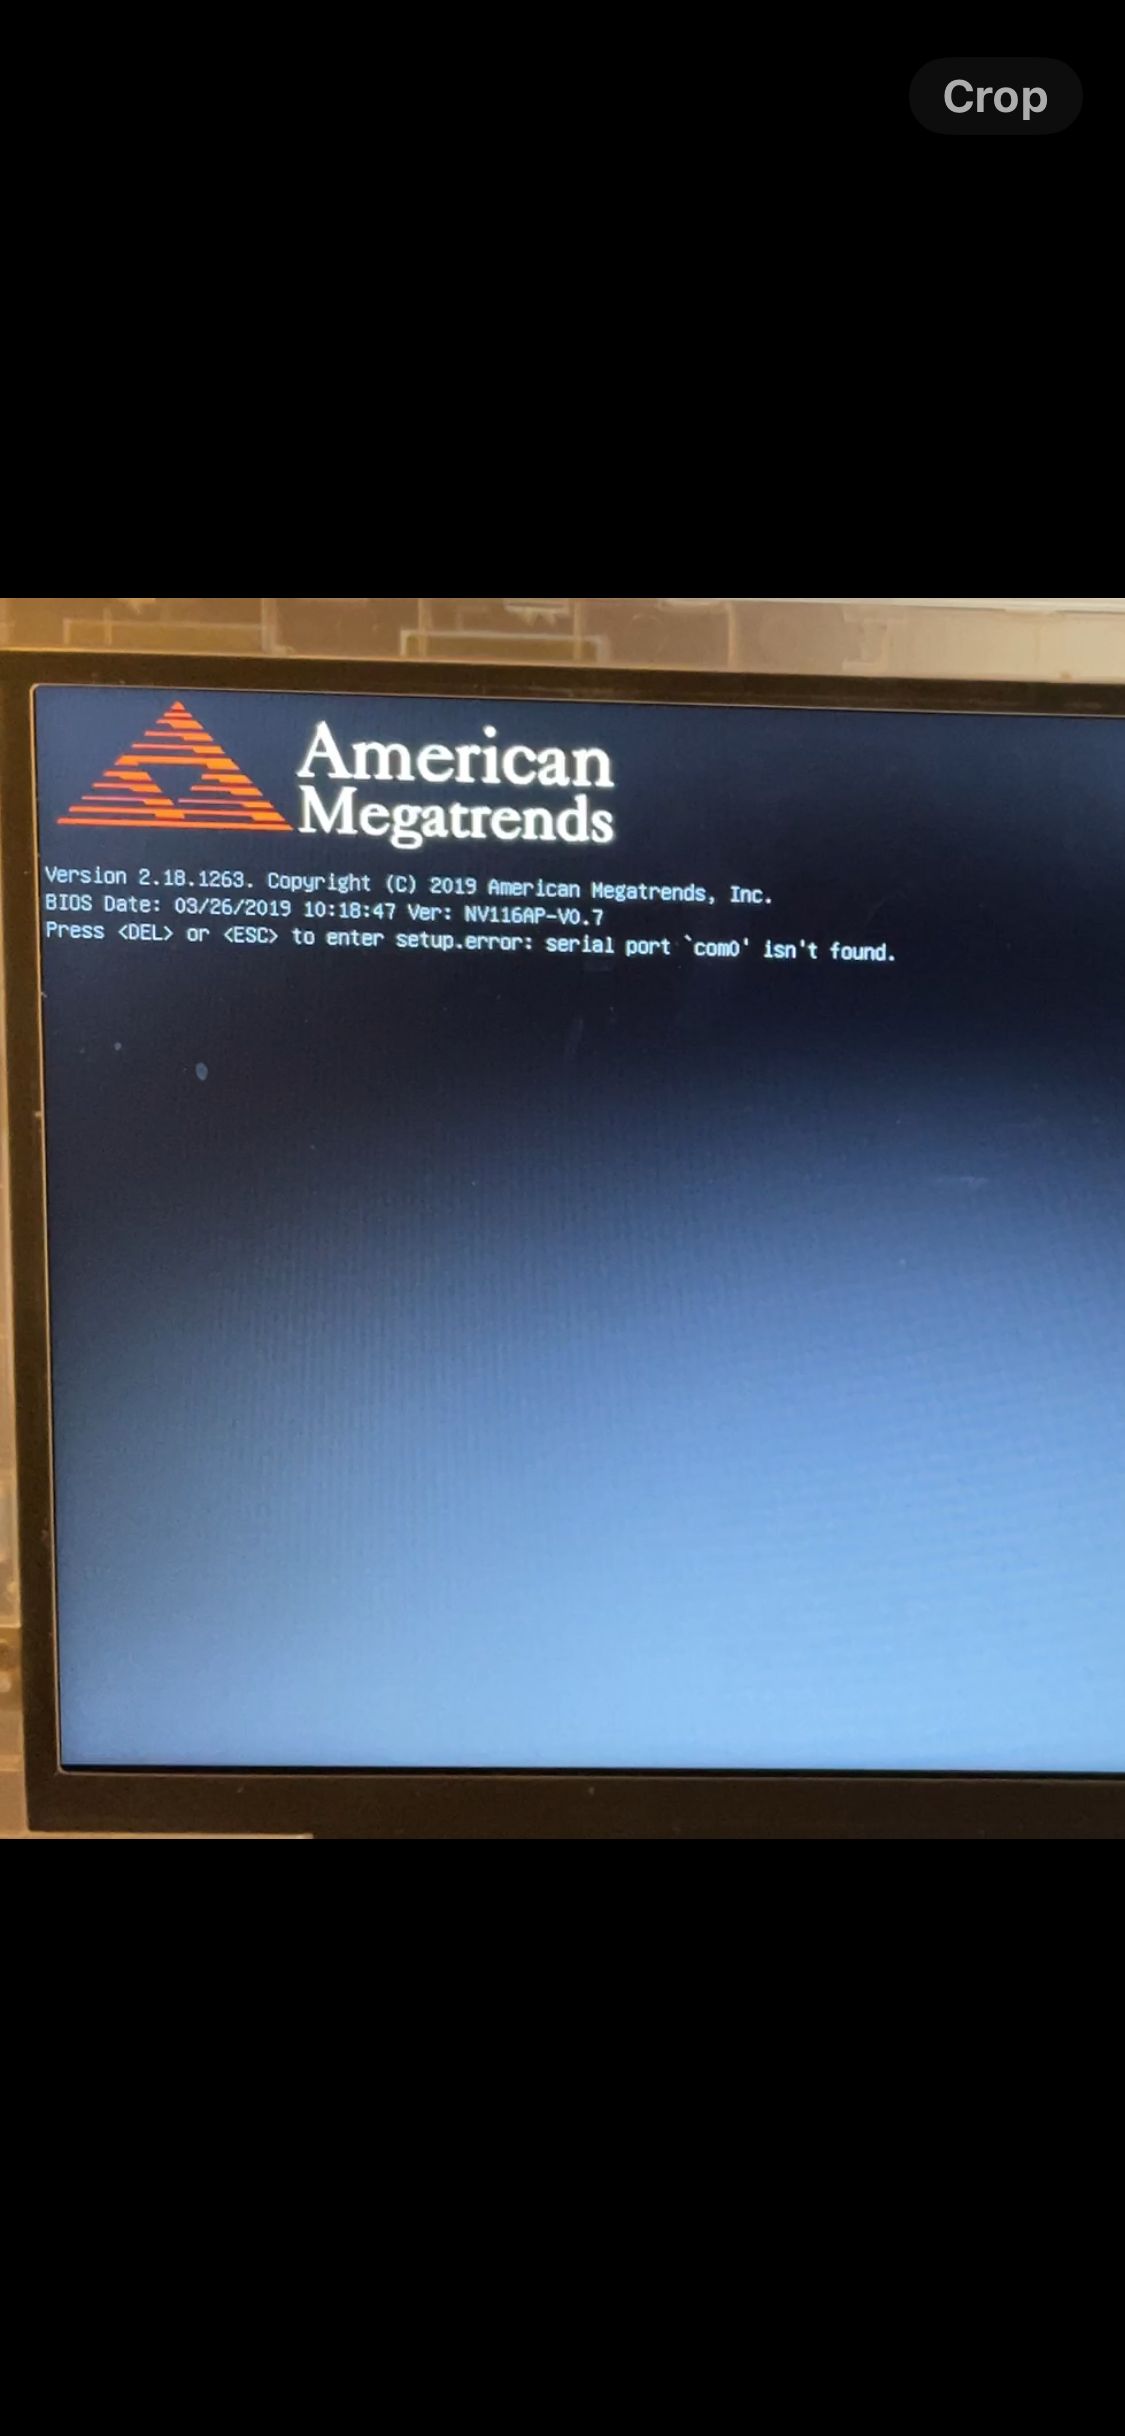 Crop
American
Megatrends
Version 2.18.1263. Copyright (C) 2019 American Megatrends, Inc.
BIOS Date: 03/26/2019 10:18:47 Ver: NV116AP-V0.7
Press <DEL> or <ESC> to enter setup.error: serial port `com0' isn't found.